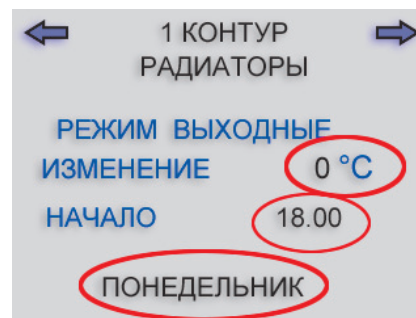 1 КОНТУР
РАДИАТОРЫ
РЕЖИМ ВЫХОДНЫЕ
ИЗМЕНЕНИЕ 0 °C
НАЧАЛО 18.00
ПОНЕДЕЛЬНИК